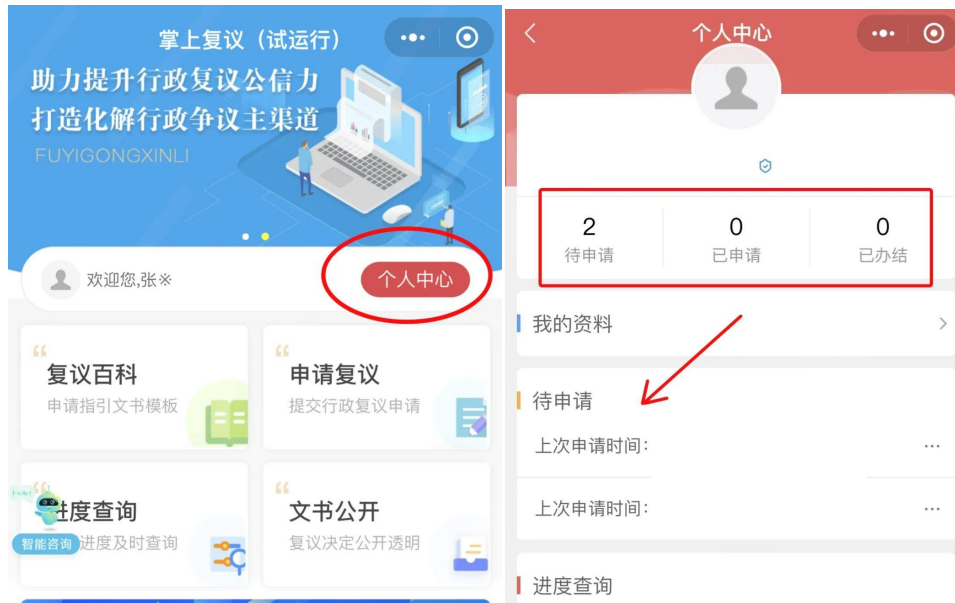 掌上复议（试运行）
助力提升行政复议公信力
打造化解行政争议主渠道
FUYIGONGXINLI
欢迎您,张※
个人中心
复议百科
申请指引文书模板
申请复议
提交行政复议申请
进度查询
进度及时查询
智能咨询
文书公开
复议决定公开透明
个人中心
2
0
0
待申请
已申请
已办结
我的资料
待申请
上次申请时间：
上次申请时间：
进度查询